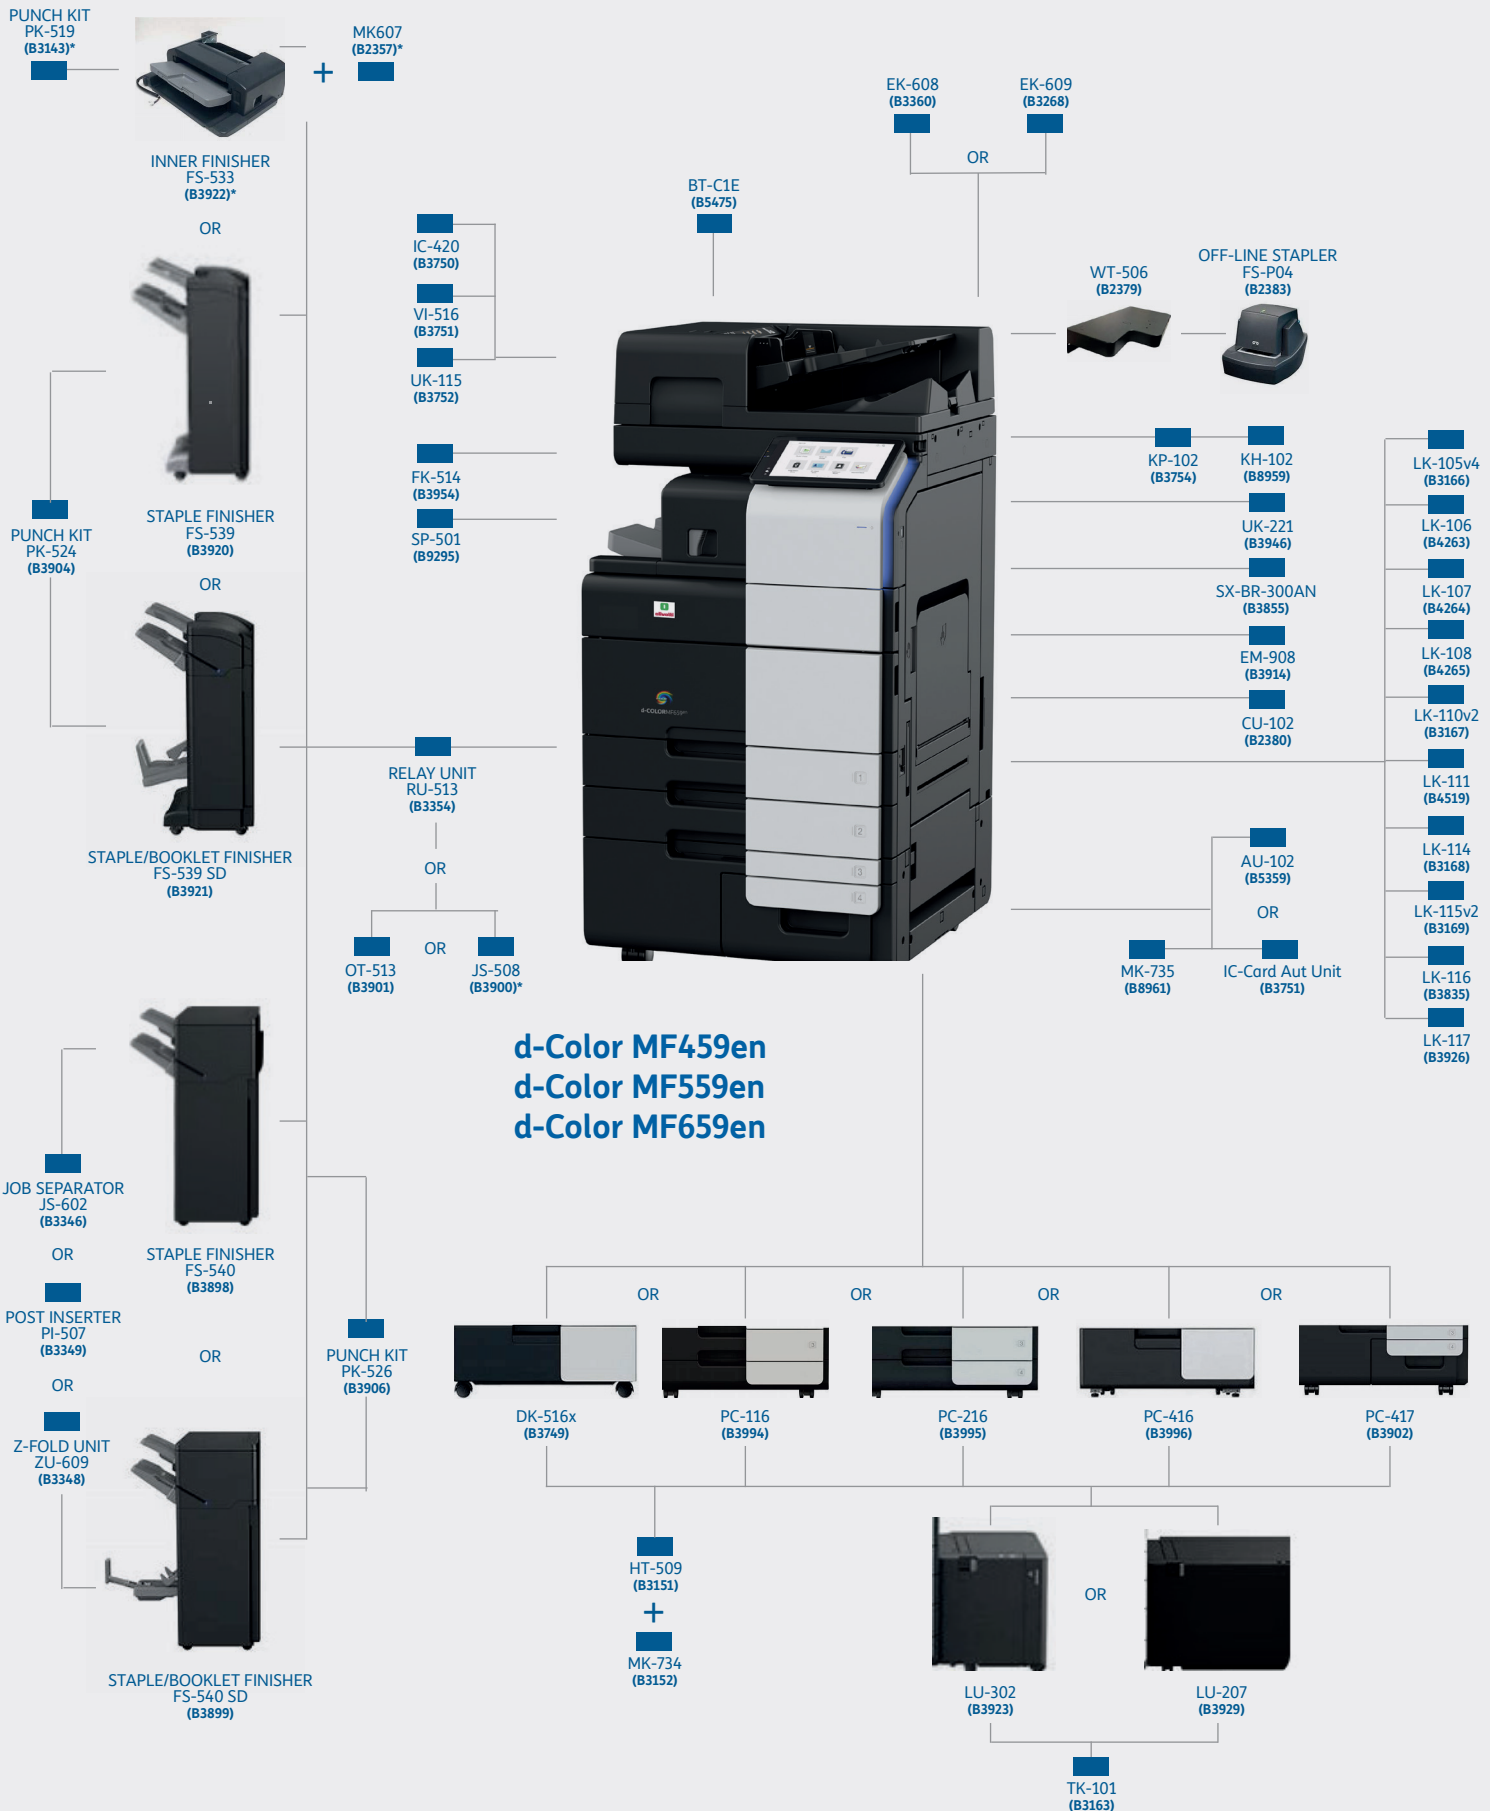 PUNCH KIT
PK-519
(B3143)*
MK607
(B2357)*
+
INNER FINISHER
FS-533
(B3922)*
OR
EK-608
(B3360)
EK-609
(B3268)
OR
BT-C1E
(B5475)
IC-420
(B3750)
VI-516
(B3751)
UK-115
(B3752)
WT-506
(B2379)
OFF-LINE STAPLER
FS-P04
(B2383)
FK-514
(B3954)
SP-501
(B9295)
KP-102
(B3754)
KH-102
(B8959)
UK-221
(B3946)
SX-BR-300AN
(B3855)
EM-908
(B3914)
CU-102
(B2380)
LK-105v4
(B3166)
LK-106
(B4263)
LK-107
(B4264)
LK-108
(B4265)
LK-110v2
(B3167)
LK-111
(B4519)
LK-114
(B3168)
LK-115v2
(B3169)
LK-116
(B3835)
LK-117
(B3926)
STAPLE FINISHER
FS-539
(B3920)
PUNCH KIT
PK-524
(B3904)
OR
STAPLE/BOOKLET FINISHER
FS-539 SD
(B3921)
RELAY UNIT
RU-513
(B3354)
OR
OT-513
(B3901)
OR
JS-508
(B3900)*
olivetti
d-COLOR MF659en
1
2
3
4
AU-102
(B5359)
OR
MK-735
(B8961)
IC-Card Aut Unit
(B3751)
d-Color MF459en
d-Color MF559en
d-Color MF659en
JOB SEPARATOR
JS-602
(B3346)
OR
POST INSERTER
PI-507
(B3349)
OR
Z-FOLD UNIT
ZU-609
(B3348)
STAPLE FINISHER
FS-540
(B3898)
OR
PUNCH KIT
PK-526
(B3906)
STAPLE/BOOKLET FINISHER
FS-540 SD
(B3899)
OR
OR
OR
OR
DK-516x
(B3749)
PC-116
(B3994)
PC-216
(B3995)
PC-416
(B3996)
PC-417
(B3902)
HT-509
(B3151)
+
MK-734
(B3152)
OR
LU-302
(B3923)
LU-207
(B3929)
TK-101
(B3163)